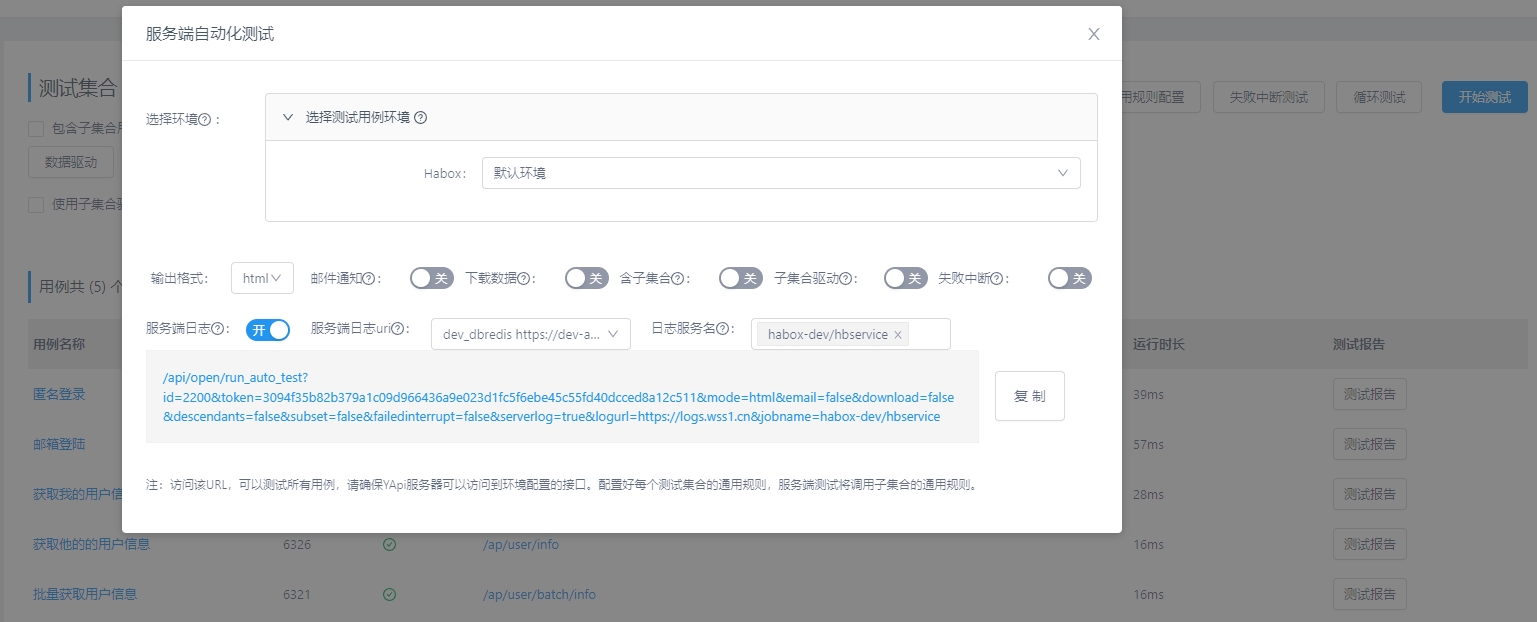 服务端自动化测试
测试集合
用规则配置 失败中断测试 循环测试 开始测试
选择环境 :
选择测试用例环境
包含子集合
数据驱动
Habox: 默认环境
使用子集合
输出格式: html 邮件通知 : 关 下载数据 : 关 含子集合 : 关 子集合驱动 : 关 失败中断 : 关
用例共 (5) 个
服务端日志 : 开 服务端日志uri : dev_dbredis https://dev-a... 日志服务名 : habox-dev/hbservice
用例名称 运行时长 测试报告
/api/open/run_auto_test?
id=2200&token=3094f35b82b379a1c09d966436a9e023d1fc5f6ebe45c55fd40dcced8a12c511&mode=html&email=false&download=false
&descendants=false&subset=false&failedinterrupt=false&serverlog=true&logurl=https://logs.wss1.cn&jobname=habox-dev/hbservice
复 制
匿名登录 39ms 测试报告
邮箱登陆 57ms 测试报告
注：访问该URL，可以测试所有用例，请确保YApi服务器可以访问到环境配置的接口。配置好每个测试集合的通用规则，服务端测试将调用子集合的通用规则。
获取我的用户信 28ms 测试报告
获取他的的用户信息 6326 /ap/user/info 16ms 测试报告
批量获取用户信息 6321 /ap/user/batch/info 16ms 测试报告